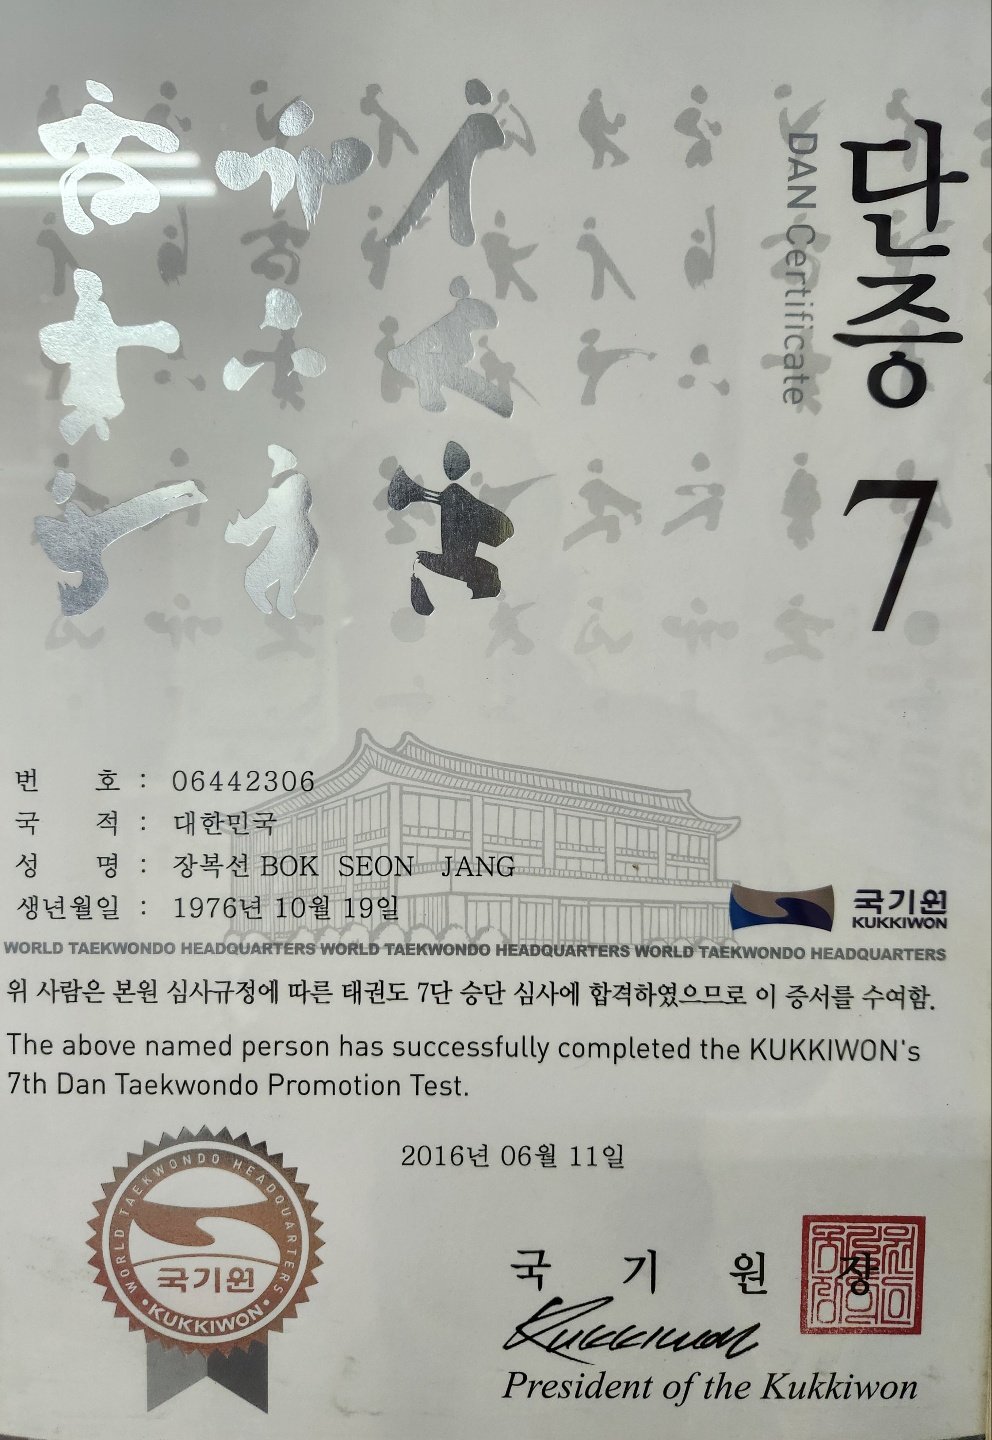 단증 7
DAN Certificate
번 호 : 06442306
국 적 : 대한민국
성 명 : 장복선 BOK SEON JANG
생년월일 : 1976년 10월 19일
국기원
KUKKIWON
WORLD TAEKWONDO HEADQUARTERS WORLD TAEKWONDO HEADQUARTERS WORLD TAEKWONDO HEADQUARTERS
위 사람은 본원 심사규정에 따른 태권도 7단 승단 심사에 합격하였으므로 이 증서를 수여함.
The above named person has successfully completed the KUKKIWON's
7th Dan Taekwondo Promotion Test.
2016년 06월 11일
WORLD TAEKWONDO HEADQUARTERS
국기원
•KUKKIWON•
국 기 원 장
Kukkiwon
President of the Kukkiwon